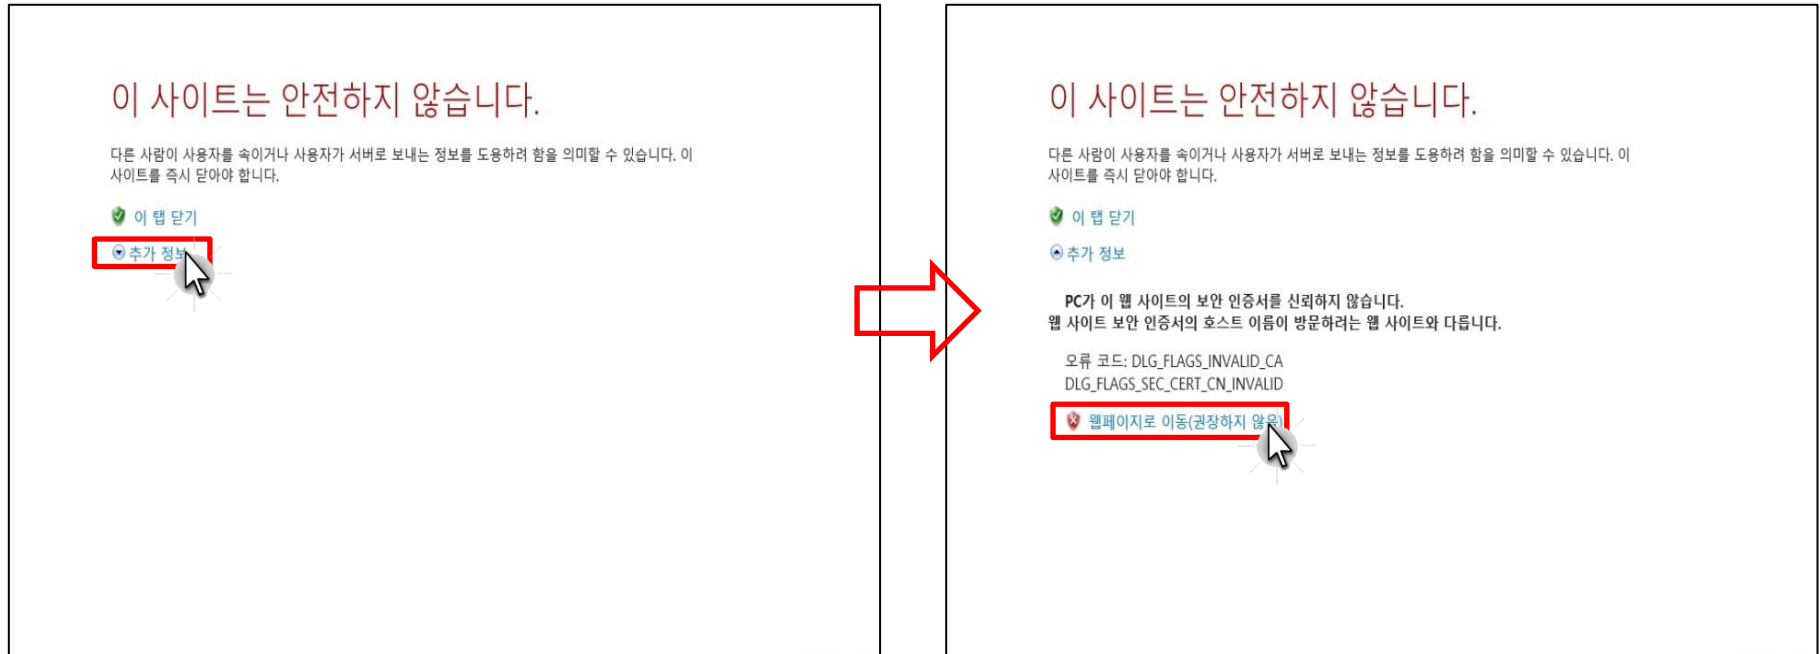 이 사이트는 안전하지 않습니다.
다른 사람이 사용자를 속이거나 사용자가 서버로 보내는 정보를 도용하려 함을 의미할 수 있습니다. 이
사이트를 즉시 닫아야 합니다.
이 탭 닫기
추가 정보
이 사이트는 안전하지 않습니다.
다른 사람이 사용자를 속이거나 사용자가 서버로 보내는 정보를 도용하려 함을 의미할 수 있습니다. 이
사이트를 즉시 닫아야 합니다.
이 탭 닫기
추가 정보
PC가 이 웹 사이트의 보안 인증서를 신뢰하지 않습니다.
웹 사이트 보안 인증서의 호스트 이름이 방문하려는 웹 사이트와 다릅니다.
오류 코드: DLG_FLAGS_INVALID_CA
DLG_FLAGS_SEC_CERT_CN_INVALID
웹페이지로 이동(권장하지 않음)